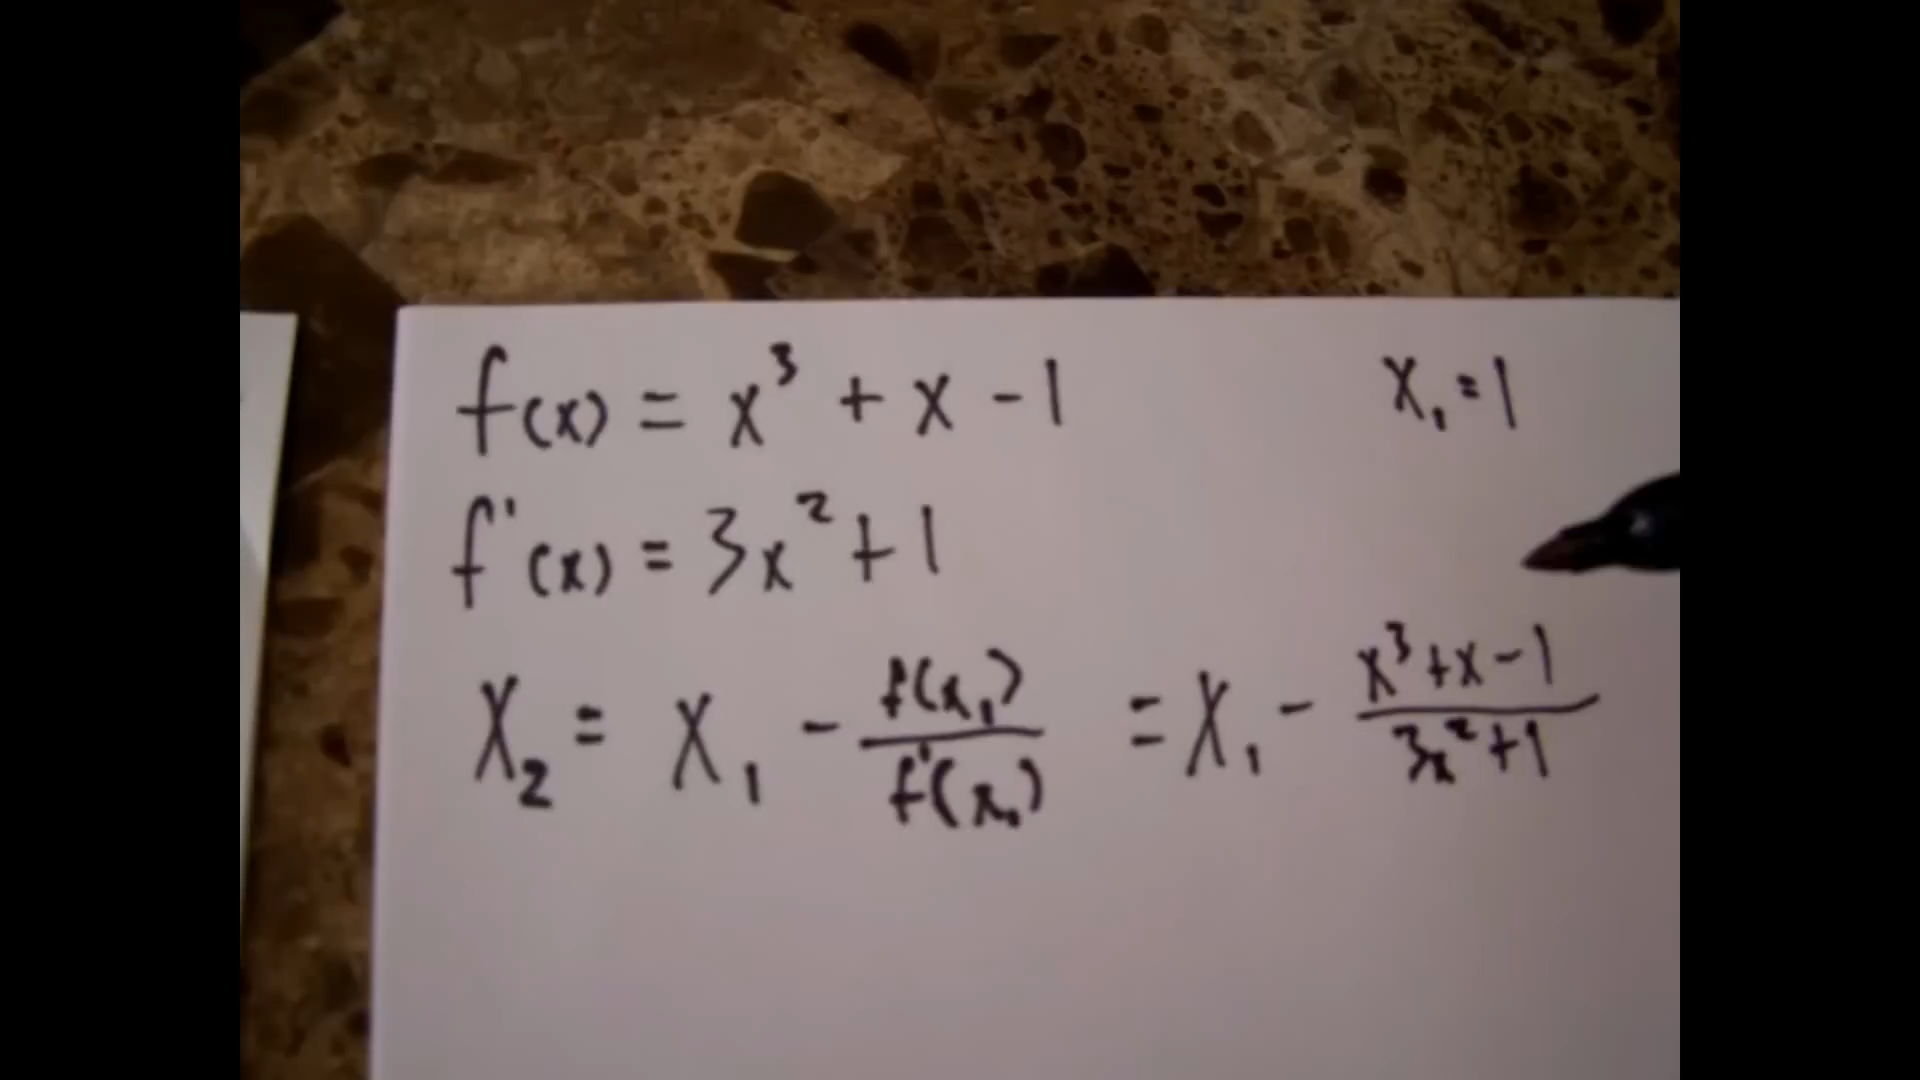 f(x) = x³ + x - 1
x₁ = 1
f'(x) = 3x² + 1
x₂ = x₁ - f(x₁)/f'(x₁) = x₁ - (x³+x-1)/(3x²+1)